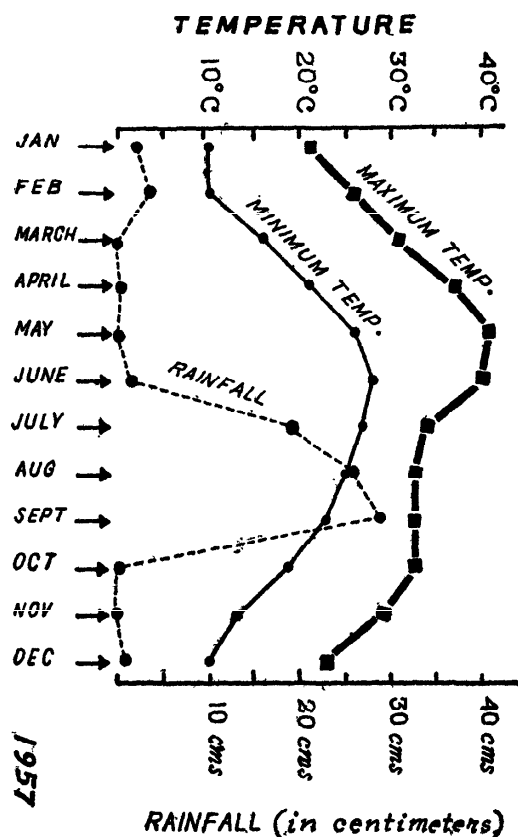 TEMPERATURE
10°C 20°C 30°C 40°C
JAN
FEB
MARCH
APRIL
MAY
JUNE
JULY
AUG
SEPT
OCT
NOV
DEC
MAXIMUM TEMP.
MINIMUM TEMP.
RAINFALL
10 cms 20 cms 30 cms 40 cms
1957
RAINFALL (in centimeters)